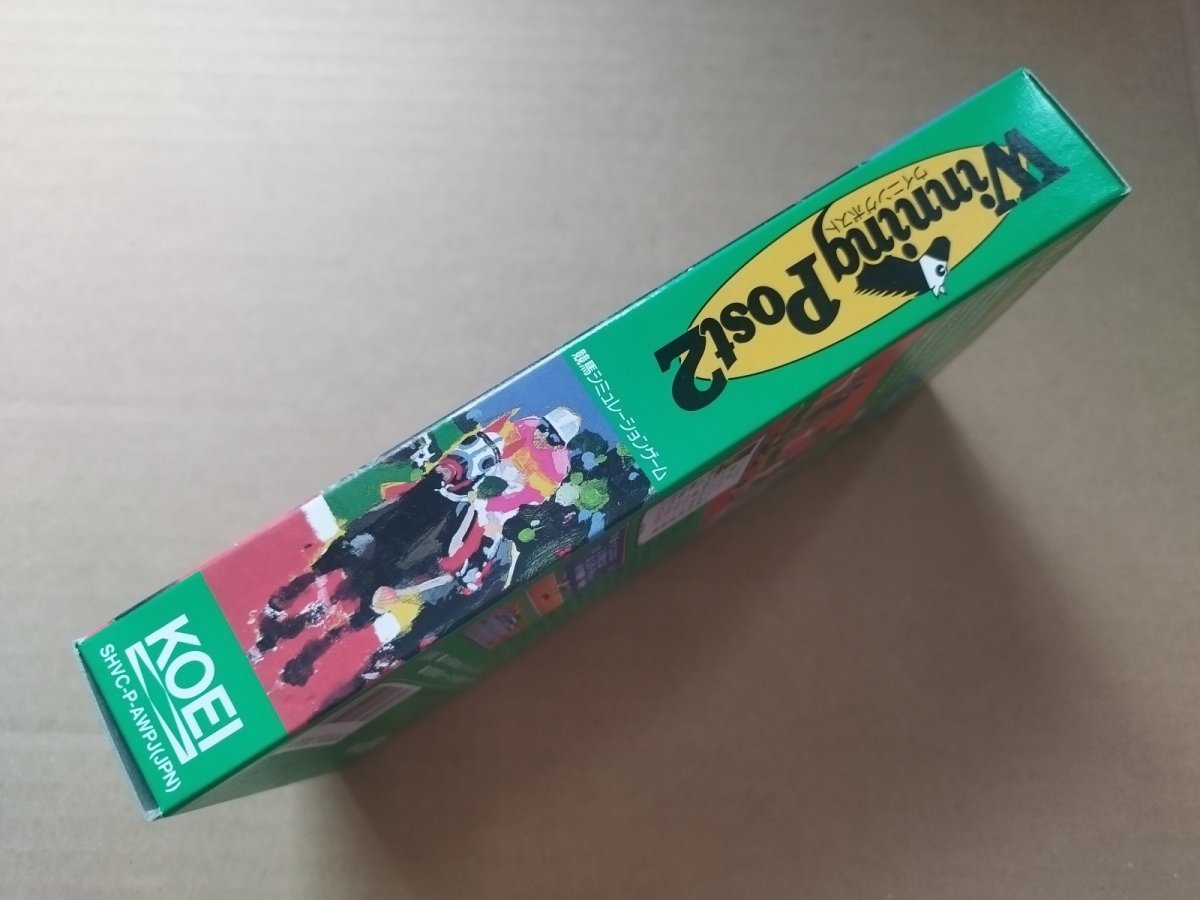 Winning
ウイニングポスト
Post2
競馬シミュレーションゲーム
KOEI
SHVC-P-AWPJ(JPN)